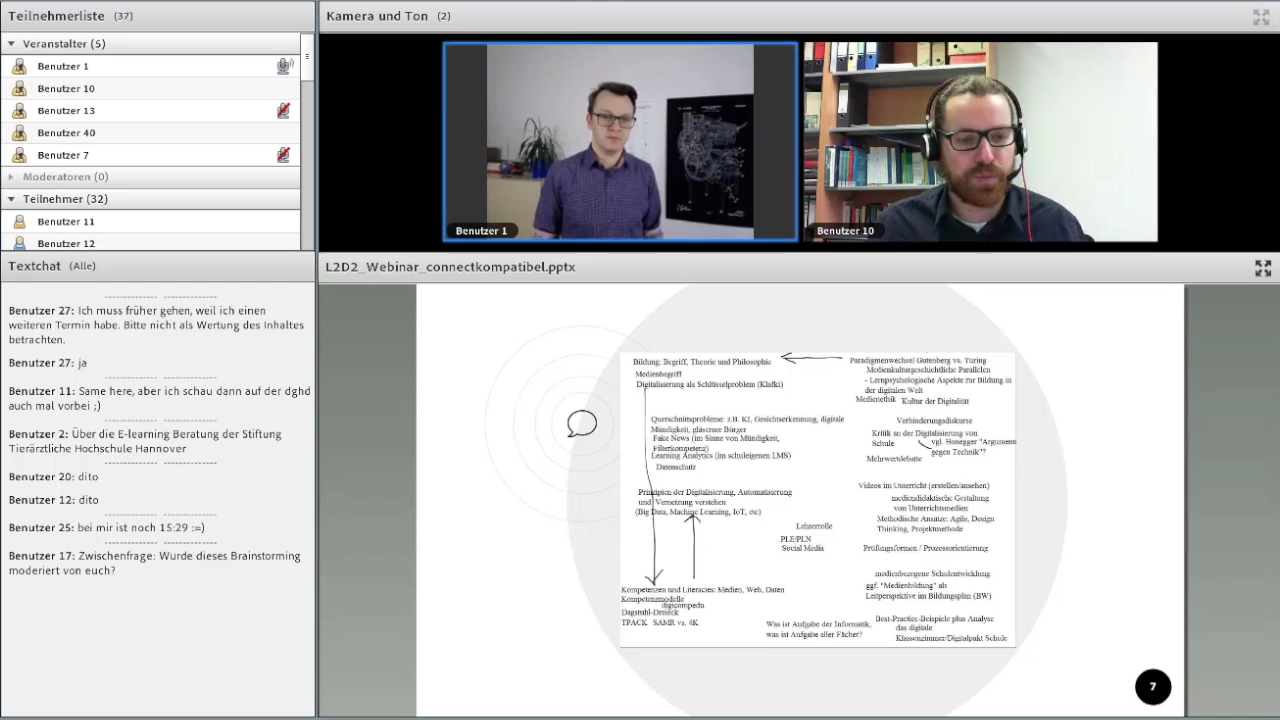 Teilnehmerliste (37)
Veranstalter (5)
Benutzer 1
Benutzer 10
Benutzer 13
Benutzer 40
Benutzer 7
Moderatoren (0)
Teilnehmer (32)
Benutzer 11
Benutzer 12
Textchat (Alle)
Benutzer 27: Ich muss früher gehen, weil ich einen
weiteren Termin habe. Bitte nicht als Wertung des Inhaltes
betrachten.
Benutzer 27: ja
Benutzer 11: Same here, aber ich schau dann auf der dghd
auch mal vorbei ;)
Benutzer 2: Über die E-learning Beratung der Stiftung
Tierärztliche Hochschule Hannover
Benutzer 20: dito
Benutzer 12: dito
Benutzer 25: bei mir ist noch 15:29 :=)
Benutzer 17: Zwischenfrage: Wurde dieses Brainstorming
moderiert von euch?
Kamera und Ton (2)
Benutzer 1
Benutzer 10
L2D2_Webinar_connectkompatibel.pptx
Bildung: Begriff, Theorie und Philosophie
Medienbegriff
Digitalisierung als Schlüsselproblem (Klafki)
Querschnittsprobleme: z.B. KI, Gesichtserkennung, digitale
Mündigkeit, gläserner Bürger
Fake News (im Sinne von Mündigkeit,
Filterkompetenz)
Learning Analytics (im schuleigenen LMS)
Datenschutz
Prinzipien der Digitalisierung, Automatisierung
und Vernetzung verstehen
(Big Data, Machine Learning, IoT, etc)
Lehrerrolle
PLE/PLN
Social Media
Kompetenzen und Literacies: Medien, Web, Daten
Kompetenzmodelle
digicompedu
Dagstuhl-Dreieck
TPACK SAMR vs. 4K
Was ist Aufgabe der Informatik,
was ist Aufgabe aller Fächer?
Paradigmenwechsel Gutenberg vs. Turing
Medienkulturgeschichtliche Parallelen
- Lernpsychologische Aspekte zur Bildung in
der digitalen Welt
Medienethik Kultur der Digitalität
Verhinderungsdiskurse
Kritik an der Digitalisierung von
Schule
vgl. Honegger "Argumente
gegen Technik"?
Mehrwertdebatte
Videos im Unterricht (erstellen/ansehen)
mediendidaktische Gestaltung
von Unterrichtsmedien
Methodische Ansätze: Agile, Design
Thinking, Projektmethode
Prüfungsformen / Prozessorientierung
medienbezogene Schulentwicklung
ggf. "Medienbildung" als
Leitperspektive im Bildungsplan (BW)
Best-Practice-Beispiele plus Analyse
das digitale
Klassenzimmer/Digitalpakt Schule
7